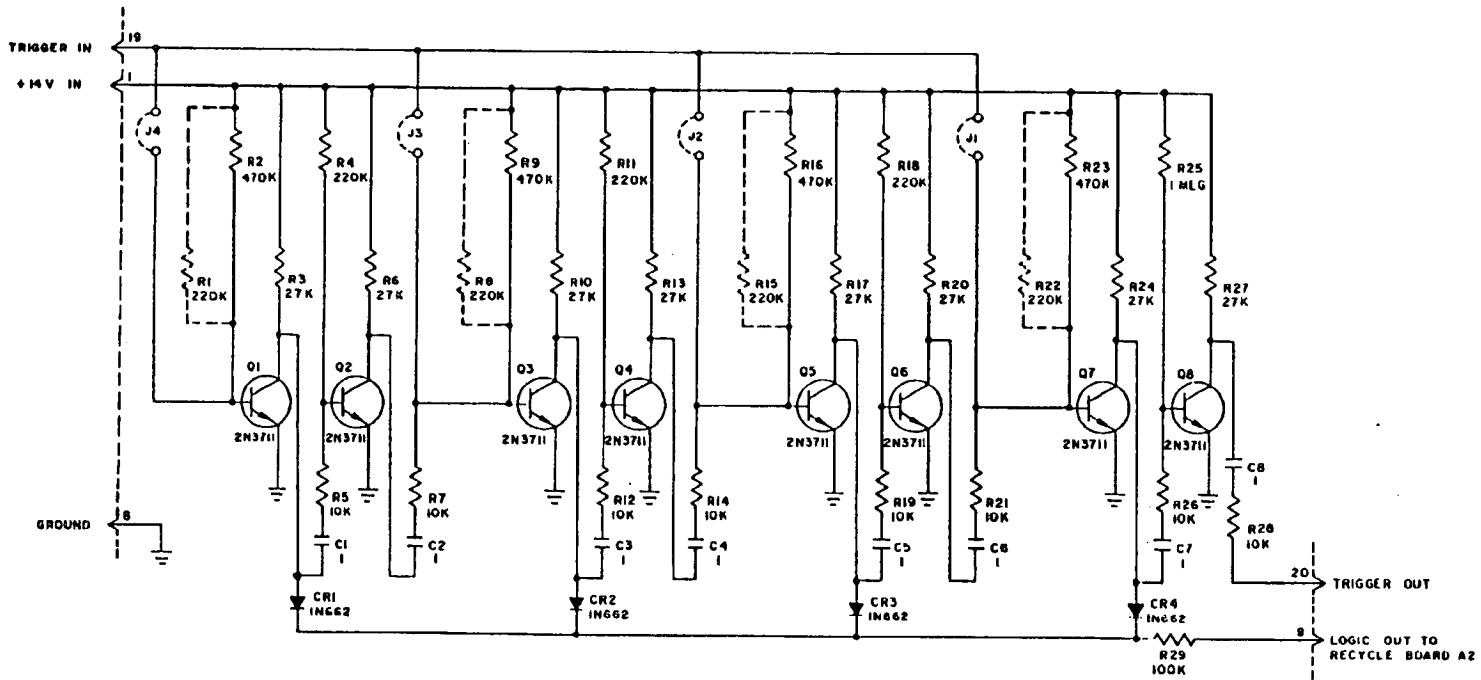 19
TRIGGER IN
1
+14V IN
J4
R2
470K
R4
220K
J3
R9
470K
R11
220K
J2
R16
470K
R18
220K
J1
R23
470K
R25
1 MEG
R1
220K
R3
27K
R6
27K
R8
220K
R10
27K
R13
27K
R15
220K
R17
27K
R20
27K
R22
220K
R24
27K
R27
27K
Q1
2N3711
Q2
2N3711
Q3
2N3711
Q4
2N3711
Q5
2N3711
Q6
2N3711
Q7
2N3711
Q8
2N3711
R5
10K
R7
10K
R12
10K
R14
10K
R19
10K
R21
10K
R26
10K
C8
1
R28
10K
6
GROUND
C1
1
C2
1
C3
1
C4
1
C5
1
C6
1
C7
1
20
TRIGGER OUT
CR1
1N662
CR2
1N662
CR3
1N662
CR4
1N662
9
R29
100K
LOGIC OUT TO
RECYCLE BOARD A2